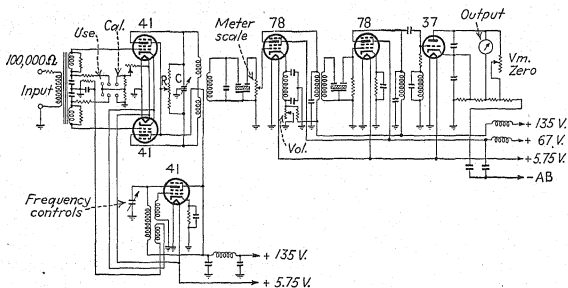 41
Use
Cal.
100,000Ω
Input
R
C
41
Meter scale
78
Vol.
78
37
Output
Vm. Zero
+ 135 V.
+ 67 V.
+ 5.75 V.
- AB
41
Frequency controls
+ 135 V.
+ 5.75 V.